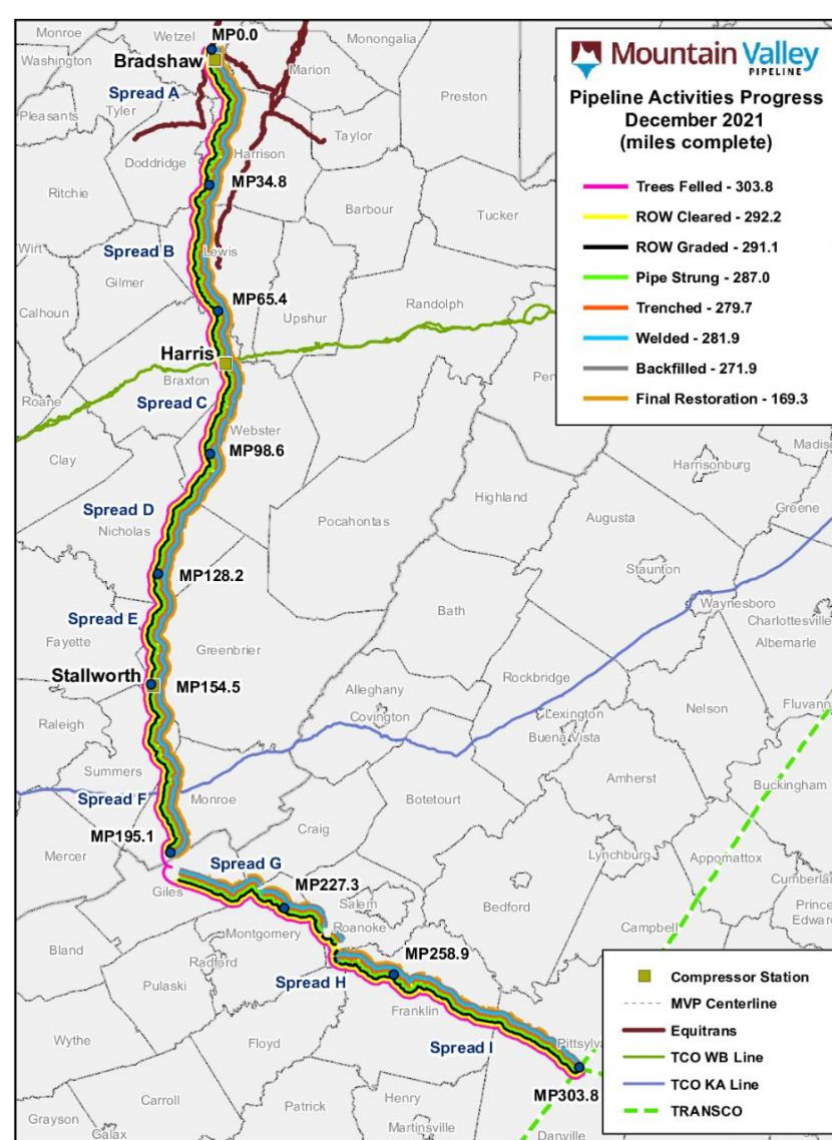 Monroe
Wetzel
MP0.0
Monongalia
Washington
Bradshaw
Marion
Preston
Spread A
Tyler
Pleasants
Taylor
Doddridge
Harrison
MP34.8
Ritchie
Barbour
Tucker
Wirt
Spread B
Lewis
Gilmer
MP65.4
Randolph
Calhoun
Upshur
Harris
Braxton
Roane
Spread C
Webster
MP98.6
Clay
Pen
Madis
Harrisonburg
Highland
Greene
Spread D
Nicholas
Pocahontas
Augusta
MP128.2
Staunton
Bath
Waynesboro
Spread E
Charlottesville
Fayette
Albemarle
Greenbrier
Rockbridge
Stallworth
MP154.5
Alleghany
Nelson
Covington
Fluvann
Raleigh
Lexington
Buena Vista
Summers
Amherst
Buckingham
Spread F
Monroe
Botetourt
MP195.1
Craig
Mercer
Lynchburg
Appomattox
Spread G
Cumberlan
Giles
MP227.3
Salem
Bedford
Prince
Edwar
Roanoke
Campbell
Montgomery
Bland
Radford
MP258.9
Pulaski
Spread H
Franklin
Wythe
Floyd
Spread I
Pittsylva
MP303.8
Carroll
Henry
Patrick
Grayson
Martinsville
Galax
Danville
Mountain Valley
PIPELINE
Pipeline Activities Progress
December 2021
(miles complete)
Trees Felled - 303.8
ROW Cleared - 292.2
ROW Graded - 291.1
Pipe Strung - 287.0
Trenched - 279.7
Welded - 281.9
Backfilled - 271.9
Final Restoration - 169.3
Compressor Station
MVP Centerline
Equitrans
TCO WB Line
TCO KA Line
TRANSCO